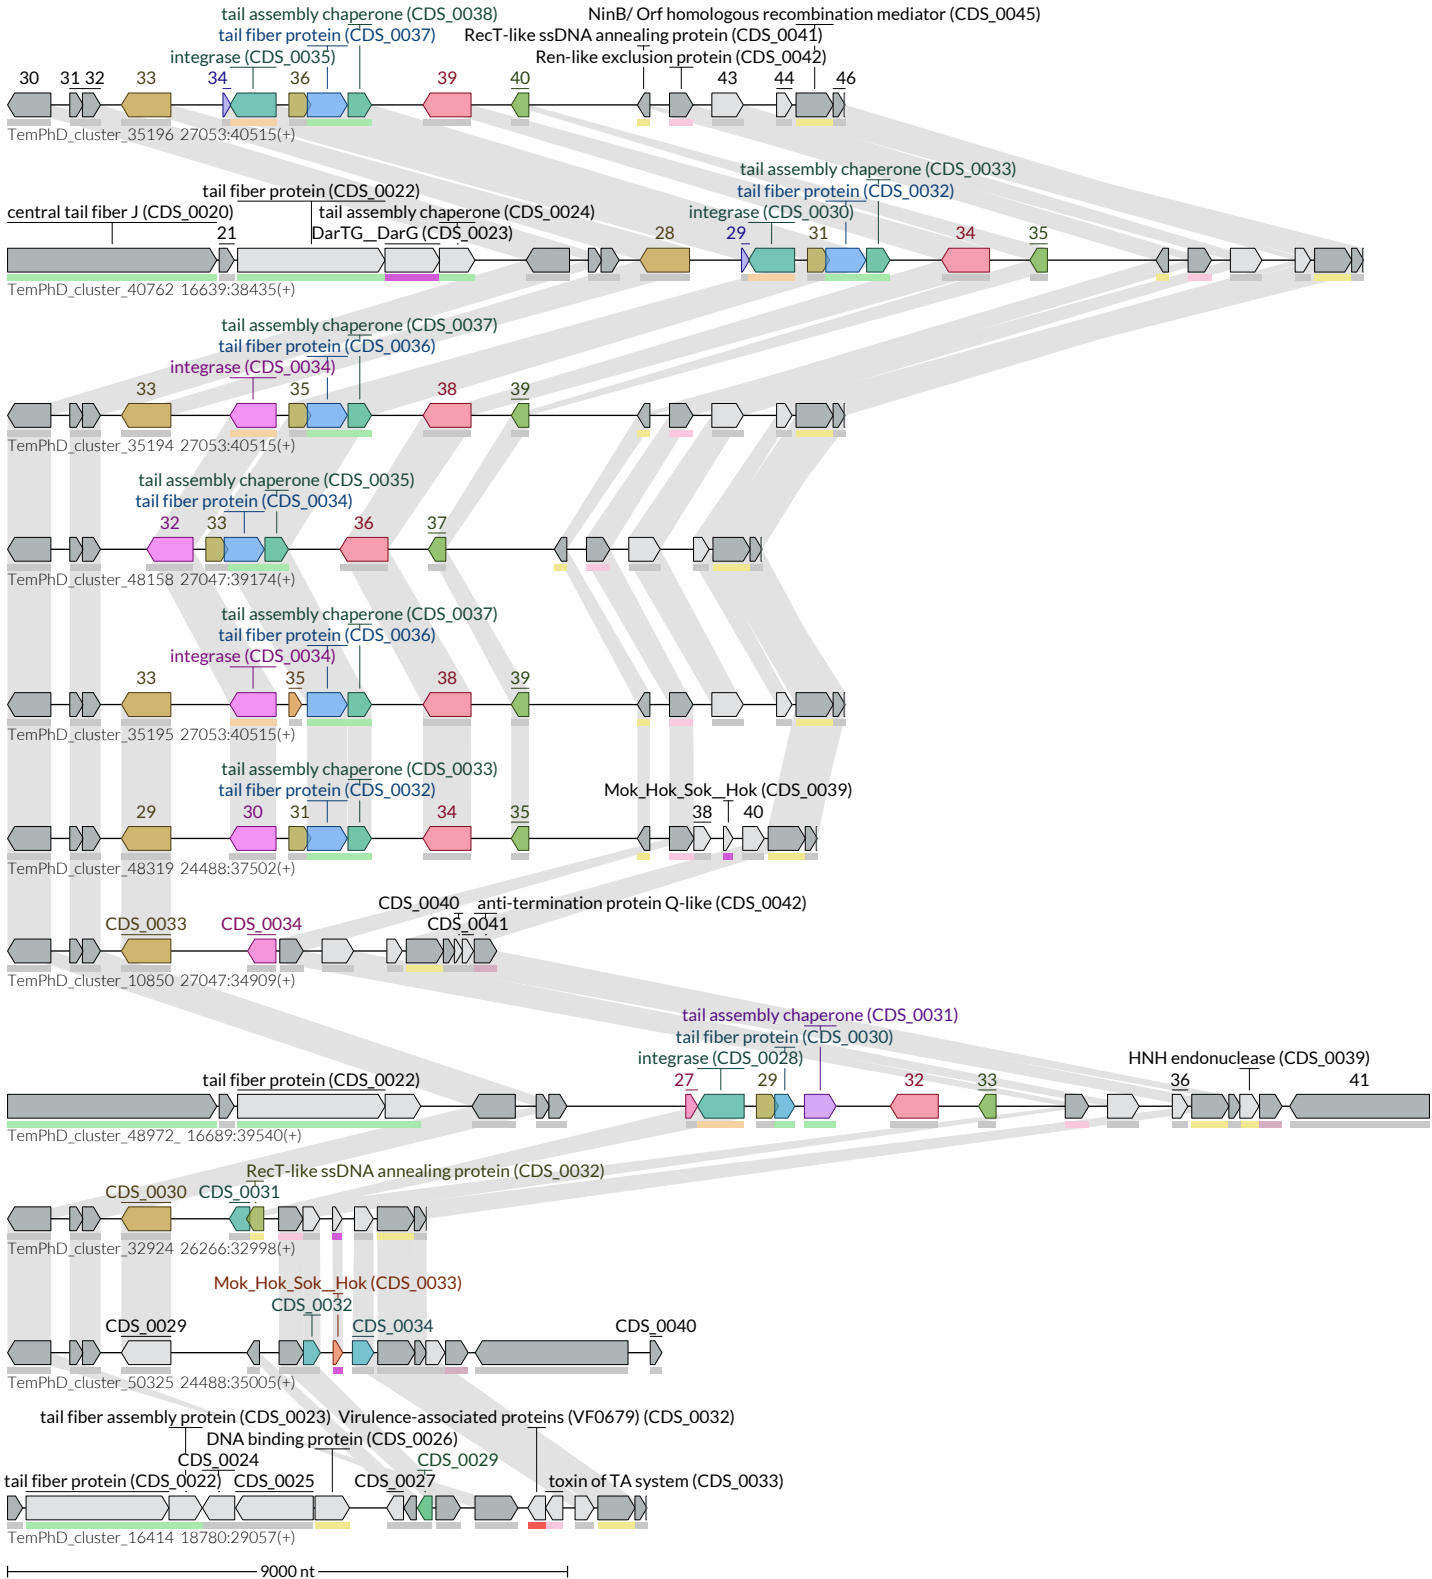 tail assembly chaperone (CDS_0038)
NinB/ Orf homologous recombination mediator (CDS_0045)
tail fiber protein (CDS_0037)
RecT-like ssDNA annealing protein (CDS_0041)
integrase (CDS_0035)
Ren-like exclusion protein (CDS_0042)
30 31 32 33 34 36 39 40 43 44 46
TemPhD_cluster_35196 27053:40515(+)
tail assembly chaperone (CDS_0033)
tail fiber protein (CDS_0022)
tail fiber protein (CDS_0032)
central tail fiber J (CDS_0020)
tail assembly chaperone (CDS_0024)
integrase (CDS_0030)
21 DarTG__DarG (CDS_0023) 28 29 31 34 35
TemPhD_cluster_40762 16639:38435(+)
tail assembly chaperone (CDS_0037)
tail fiber protein (CDS_0036)
integrase (CDS_0034)
33 35 38 39
TemPhD_cluster_35194 27053:40515(+)
tail assembly chaperone (CDS_0035)
tail fiber protein (CDS_0034)
32 33 36 37
TemPhD_cluster_48158 27047:39174(+)
tail assembly chaperone (CDS_0037)
tail fiber protein (CDS_0036)
integrase (CDS_0034)
33 35 38 39
TemPhD_cluster_35195 27053:40515(+)
tail assembly chaperone (CDS_0033)
tail fiber protein (CDS_0032)
Mok_Hok_Sok__Hok (CDS_0039)
29 30 31 34 35 38 40
TemPhD_cluster_48319 24488:37502(+)
CDS_0040 anti-termination protein Q-like (CDS_0042)
CDS_0033 CDS_0034 CDS_0041
TemPhD_cluster_10850 27047:34909(+)
tail assembly chaperone (CDS_0031)
tail fiber protein (CDS_0030)
integrase (CDS_0028)
HNH endonuclease (CDS_0039)
tail fiber protein (CDS_0022)
27 29 32 33 36 41
TemPhD_cluster_48972_ 16689:39540(+)
RecT-like ssDNA annealing protein (CDS_0032)
CDS_0030 CDS_0031
TemPhD_cluster_32924 26266:32998(+)
Mok_Hok_Sok__Hok (CDS_0033)
CDS_0032
CDS_0029 CDS_0034 CDS_0040
TemPhD_cluster_50325 24488:35005(+)
tail fiber assembly protein (CDS_0023) Virulence-associated proteins (VF0679) (CDS_0032)
DNA binding protein (CDS_0026)
CDS_0024 CDS_0029
tail fiber protein (CDS_0022) CDS_0025 CDS_0027 toxin of TA system (CDS_0033)
TemPhD_cluster_16414 18780:29057(+)
9000 nt